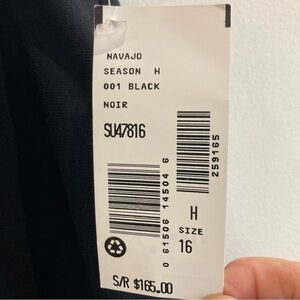 NAVAJO
SEASON H
001 BLACK
NOIR
SU47816
0 61506 14504 6
259165
H
SIZE
16
S/R $165.00